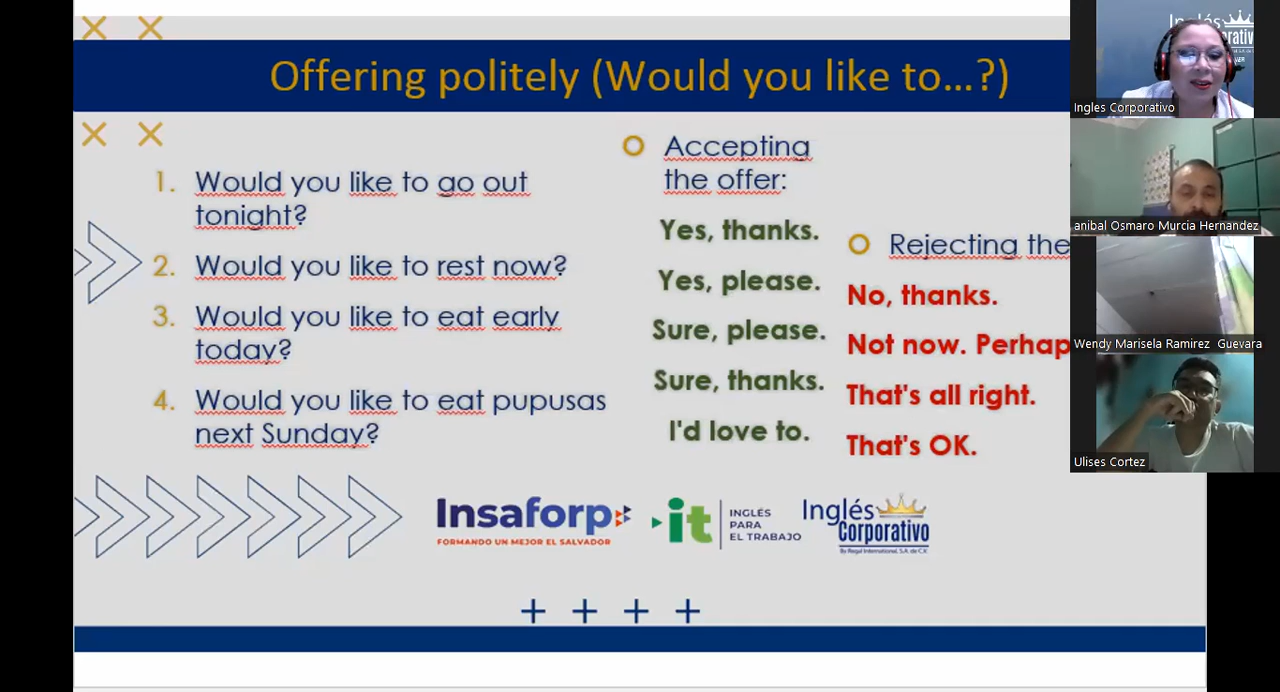 Offering politely (Would you like to...?)
1. Would you like to go out
tonight?
2. Would you like to rest now?
3. Would you like to eat early
today?
4. Would you like to eat pupusas
next Sunday?
Accepting
the offer:
Yes, thanks.
Yes, please.
Sure, please.
Sure, thanks.
I'd love to.
Rejecting the
No, thanks.
Not now.
That's all right.
That's OK.
Insaforp
FORMANDO UN MEJOR EL SALVADOR
it
INGLÉS
PARA
EL TRABAJO
Inglés
Corporativo
By Regal International, S.A. de C.V.
Inglés
Ingles Corporativo
anibal Osmaro Murcia Hernandez
Wendy Marisela Ramirez Guevara
Ulises Cortez